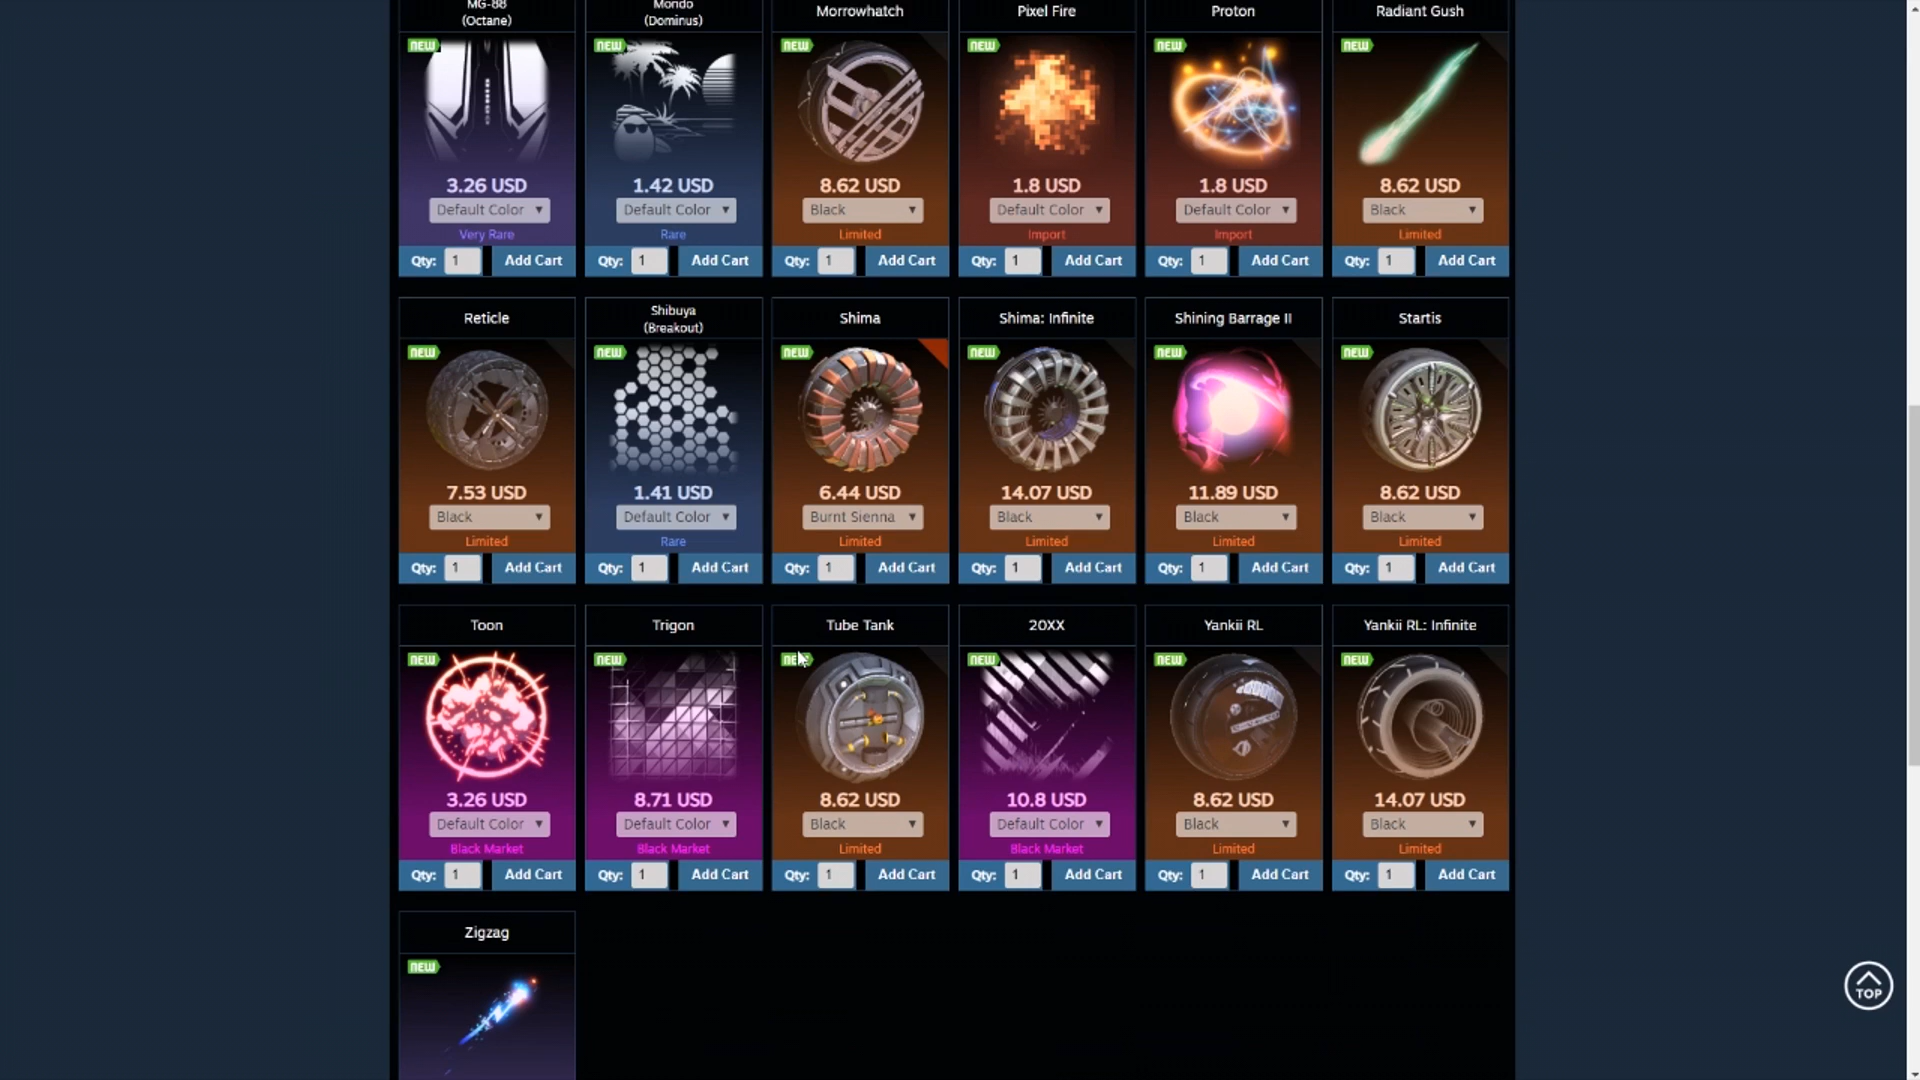 MG-88
(Octane)
Mondo
(Dominus)
Morrowhatch
Pixel Fire
Proton
Radiant Gush
NEW
NEW
NEW
NEW
NEW
NEW
3.26 USD
1.42 USD
8.62 USD
1.8 USD
1.8 USD
8.62 USD
Default Color
Default Color
Black
Default Color
Default Color
Black
Very Rare
Rare
Limited
Import
Import
Limited
Qty: 1 Add Cart
Qty: 1 Add Cart
Qty: 1 Add Cart
Qty: 1 Add Cart
Qty: 1 Add Cart
Qty: 1 Add Cart
Reticle
Shibuya
(Breakout)
Shima
Shima: Infinite
Shining Barrage II
Startis
NEW
NEW
NEW
NEW
NEW
NEW
7.53 USD
1.41 USD
6.44 USD
14.07 USD
11.89 USD
8.62 USD
Black
Default Color
Burnt Sienna
Black
Black
Black
Limited
Rare
Limited
Limited
Limited
Limited
Qty: 1 Add Cart
Qty: 1 Add Cart
Qty: 1 Add Cart
Qty: 1 Add Cart
Qty: 1 Add Cart
Qty: 1 Add Cart
Toon
Trigon
Tube Tank
20XX
Yankii RL
Yankii RL: Infinite
NEW
NEW
NEW
NEW
NEW
NEW
3.26 USD
8.71 USD
8.62 USD
10.8 USD
8.62 USD
14.07 USD
Default Color
Default Color
Black
Default Color
Black
Black
Black Market
Black Market
Limited
Black Market
Limited
Limited
Qty: 1 Add Cart
Qty: 1 Add Cart
Qty: 1 Add Cart
Qty: 1 Add Cart
Qty: 1 Add Cart
Qty: 1 Add Cart
Zigzag
NEW
TOP